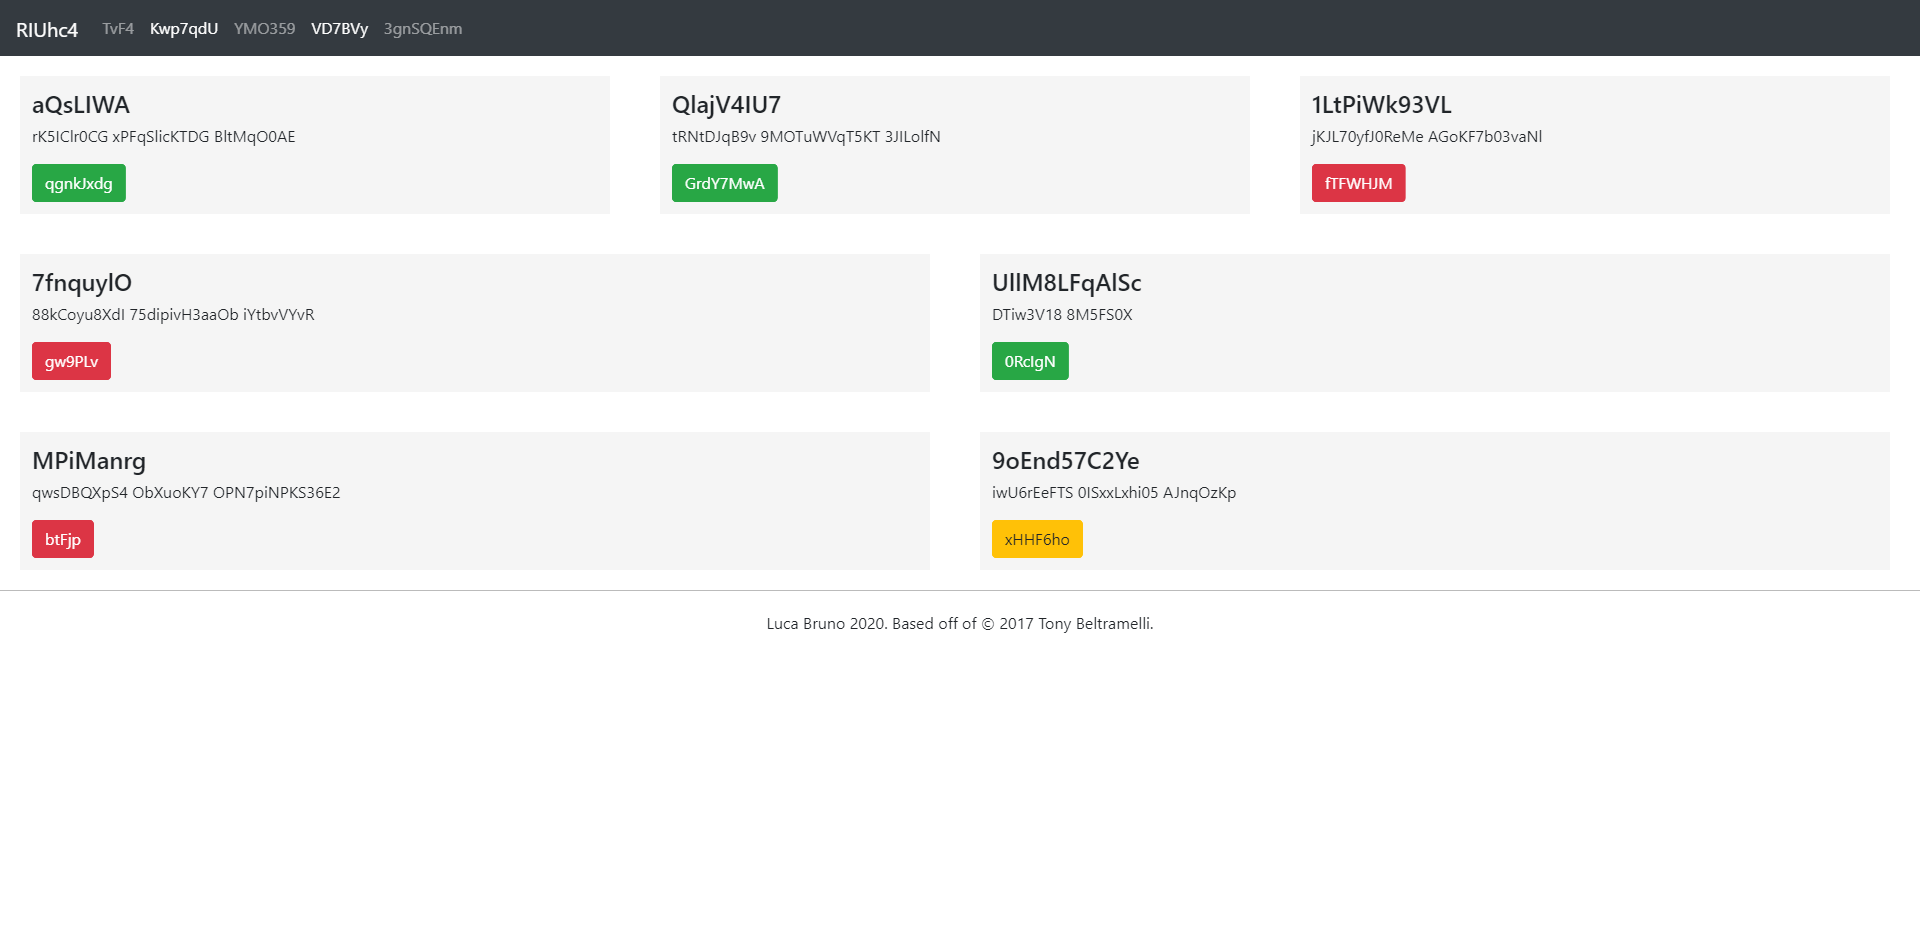 RIUhc4 TvF4 Kwp7qdU YMO359 VD7BVy 3gnSQEnm
aQsLIWA
rK5IClr0CG xPFqSlicKTDG BltMqO0AE
qgnkJxdg
QlajV4IU7
tRNtDJqB9v 9MOTuWVqT5KT 3JILolfN
GrdY7MwA
1LtPiWk93VL
jKJL70yfJ0ReMe AGoKF7b03vaNl
fTFWHJM
7fnquylO
88kCoyu8XdI 75dipivH3aaOb iYtbvVYvR
gw9PLv
UllM8LFqAlSc
DTiw3V18 8M5FS0X
0RcIgN
MPiManrg
qwsDBQXpS4 ObXuoKY7 OPN7piNPKS36E2
btFjp
9oEnd57C2Ye
iwU6rEeFTS 0ISxxLxhi05 AJnqOzKp
xHHF6ho
Luca Bruno 2020. Based off of © 2017 Tony Beltramelli.